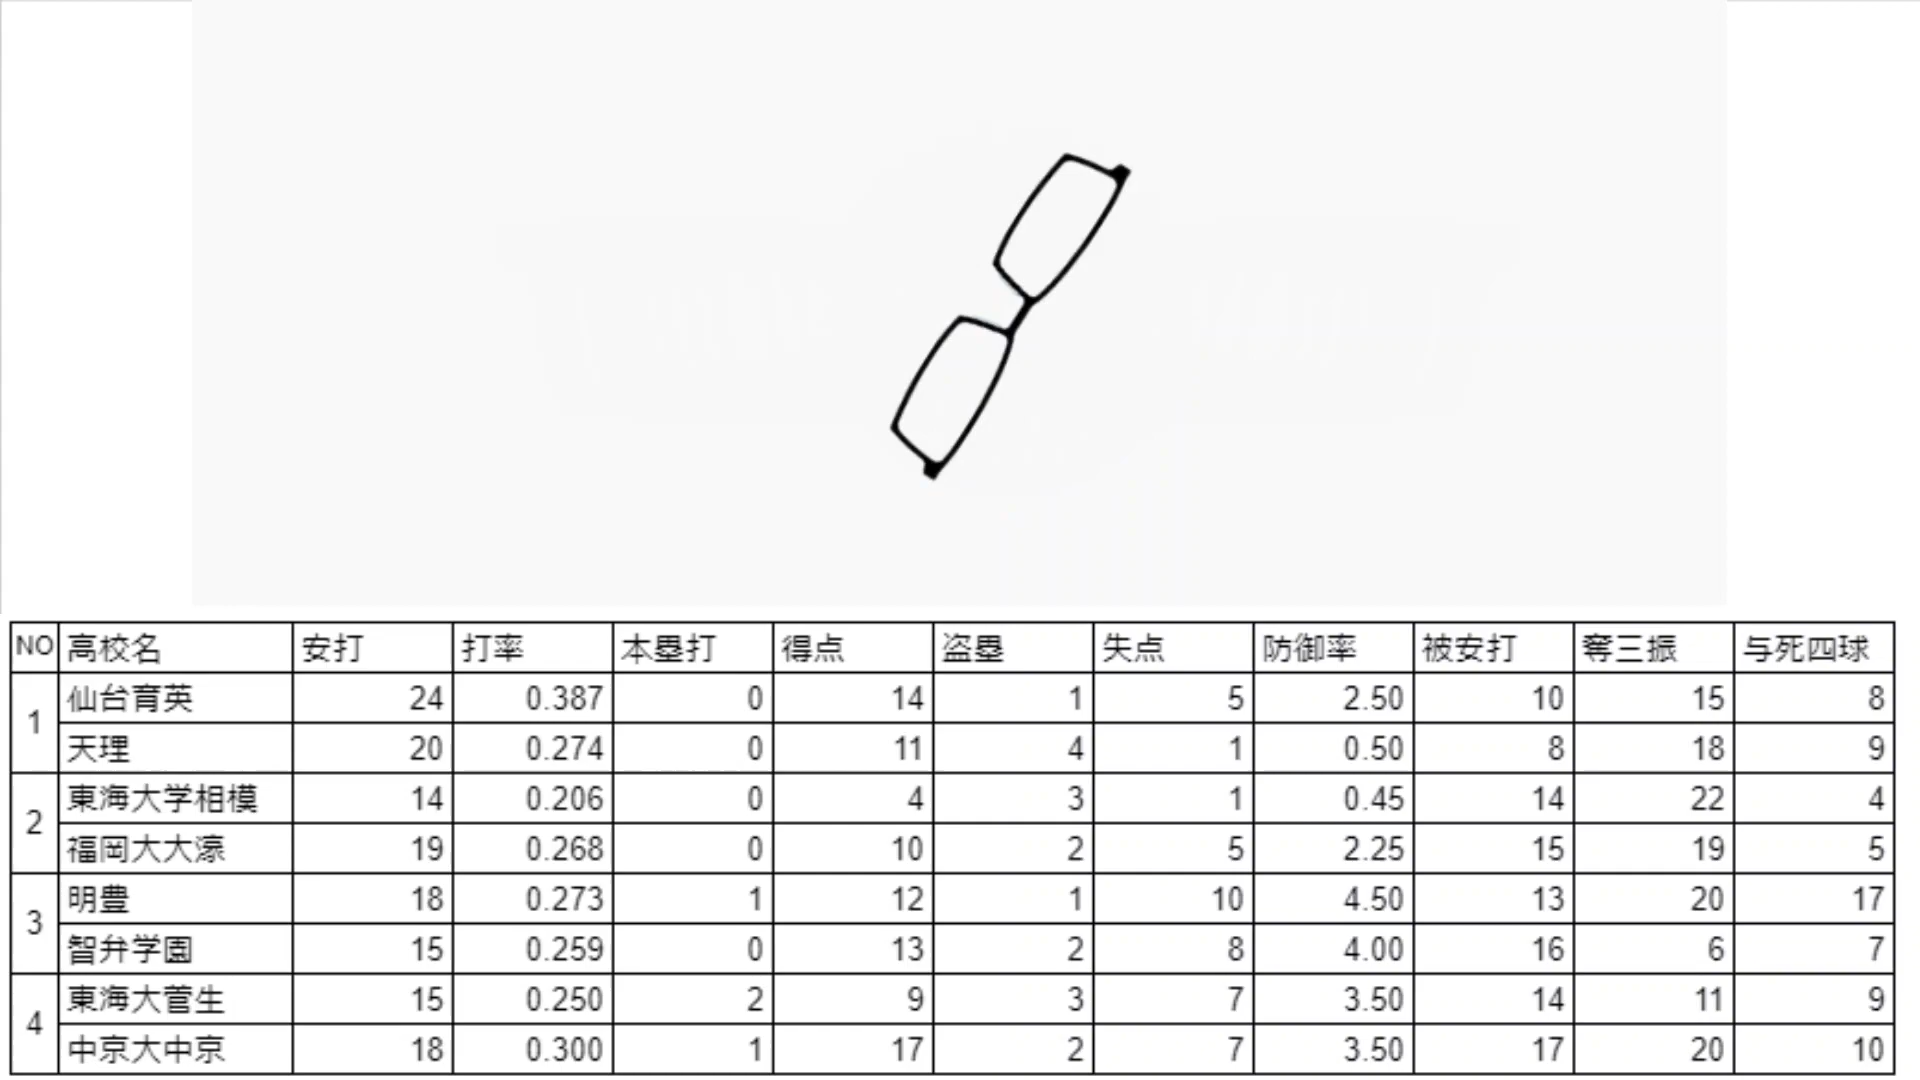 NO 高校名 安打 打率 本塁打 得点 盗塁 失点 防御率 被安打 奪三振 与死四球
1 仙台育英 24 0.387 0 14 1 5 2.50 10 15 8
天理 20 0.274 0 11 4 1 0.50 8 18 9
2 東海大学相模 14 0.206 0 4 3 1 0.45 14 22 4
福岡大大濠 19 0.268 0 10 2 5 2.25 15 19 5
3 明豊 18 0.273 1 12 1 10 4.50 13 20 17
智弁学園 15 0.259 0 13 2 8 4.00 16 6 7
4 東海大菅生 15 0.250 2 9 3 7 3.50 14 11 9
中京大中京 18 0.300 1 17 2 7 3.50 17 20 10